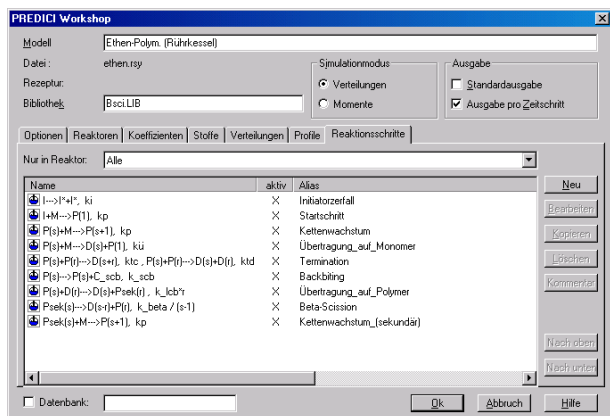 PREDICI Workshop
Modell Ethen-Polym. (Rührkessel)
Datei : ethen.rsy
Rezeptur:
Bibliothek Bsci.LIB
Simulationmodus
Verteilungen
Momente
Ausgabe
Standardausgabe
Ausgabe pro Zeitschritt
Optionen Reaktoren Koeffizienten Stoffe Verteilungen Profile Reaktionsschritte
Nur in Reaktor: Alle
Name aktiv Alias
I--->I*+I*, ki X Initiatorzerfall
I+M--->P(1), kp X Startschritt
P(s)+M--->P(s+1), kp X Kettenwachstum
P(s)+M--->D(s)+P(1), kü X Übertragung_auf_Monomer
P(s)+P(r)--->D(s+r), ktc , P(s)+P(r)--->D(s)+D(r), ktd X Termination
P(s)--->P(s)+C_scb, k_scb X Backbiting
P(s)+D(r)--->D(s)+Psek(r) , k_lcb*r X Übertragung_auf_Polymer
Psek(s)--->D(s-r)+P(r), k_beta / (s-1) X Beta-Scission
Psek(s)+M--->P(s+1), kp X Kettenwachstum_(sekundär)
Neu
Bearbeiten
Kopieren
Löschen
Kommentar
Nach oben
Nach unten
Datenbank: Ok Abbruch Hilfe